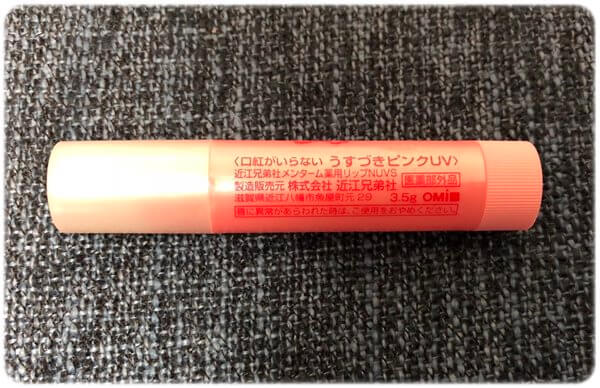 〈口紅がいらない うすづきピンクUV〉
近江兄弟社メンターム薬用リップNUVS
製造販売元 株式会社 近江兄弟社 医薬部外品
滋賀県近江八幡市魚屋町元29 3.5g OMI
唇に異常があらわれた時は、ご使用をおやめください。